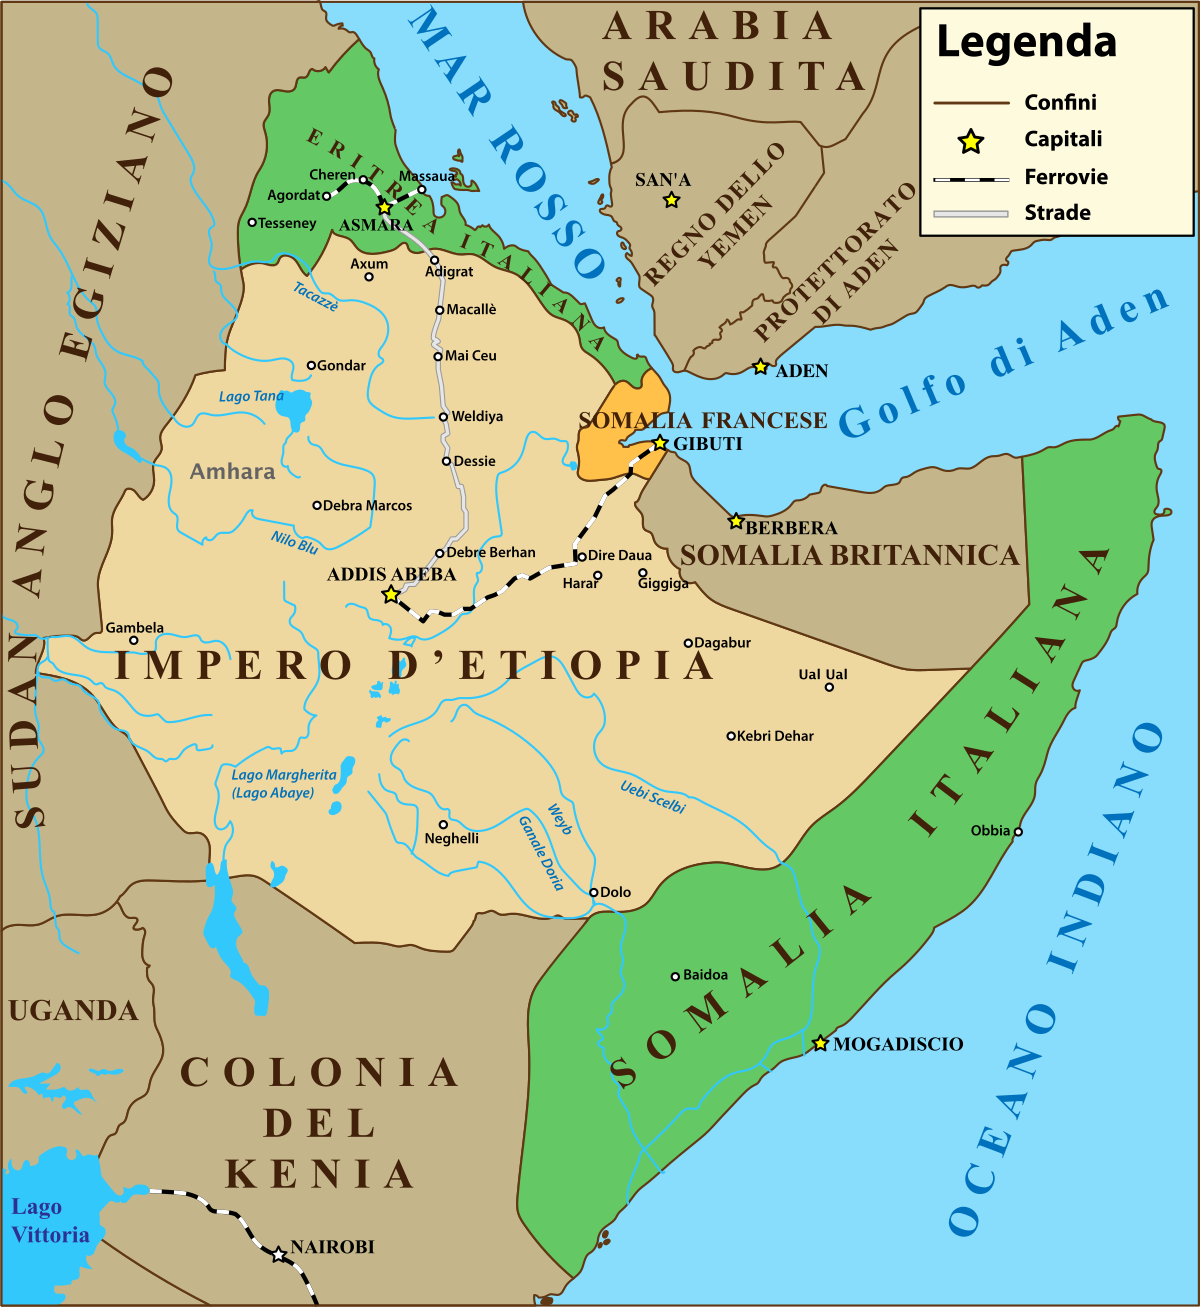 Legenda
Confini
Capitali
Ferrovie
Strade
ARABIA
SAUDITA
MAR ROSSO
SUDAN ANGLO EGIZIANO
ERITREA ITALIANA
Cheren
Massaua
Agordat
Tesseney
ASMARA
SAN'A
REGNO DELLO
YEMEN
PROTETTORATO
DI ADEN
ADEN
Golfo di Aden
Axum
Adigrat
Tacazzè
Macallè
Mai Ceu
Gondar
Lago Tana
Weldiya
SOMALIA FRANCESE
GIBUTI
Dessie
Amhara
Debra Marcos
Nilo Blu
Debre Berhan
ADDIS ABEBA
Dire Daua
Harar
Giggiga
BERBERA
SOMALIA BRITANNICA
Gambela
IMPERO D’ETIOPIA
Dagabur
Ual Ual
Kebri Dehar
Lago Margherita
(Lago Abaye)
Uebi Scelbi
Weyb
Ganale Doria
Neghelli
Dolo
Obbia
SOMALIA ITALIANA
Baidoa
MOGADISCIO
OCEANO INDIANO
UGANDA
COLONIA
DEL
KENIA
Lago
Vittoria
NAIROBI